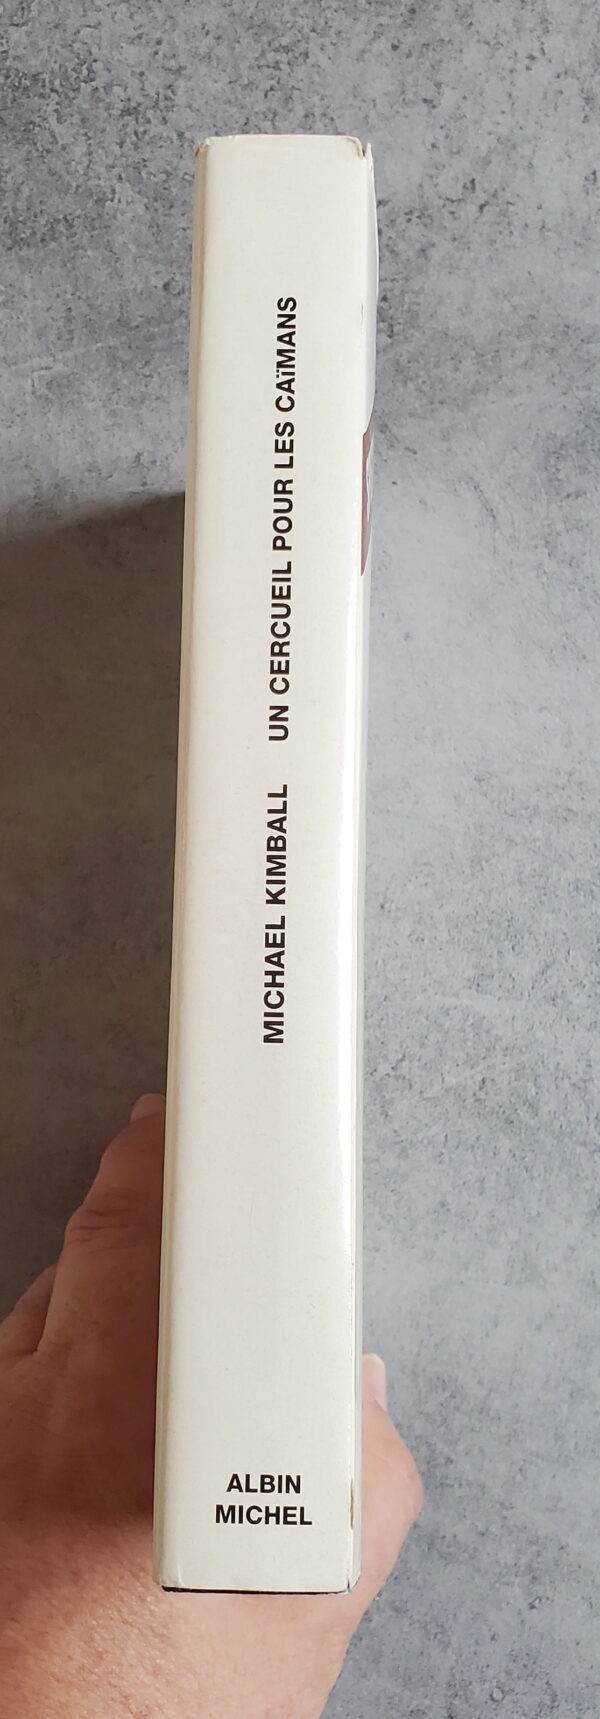 MICHAEL KIMBALL UN CERCUEIL POUR LES CAïMANS
ALBIN
MICHEL